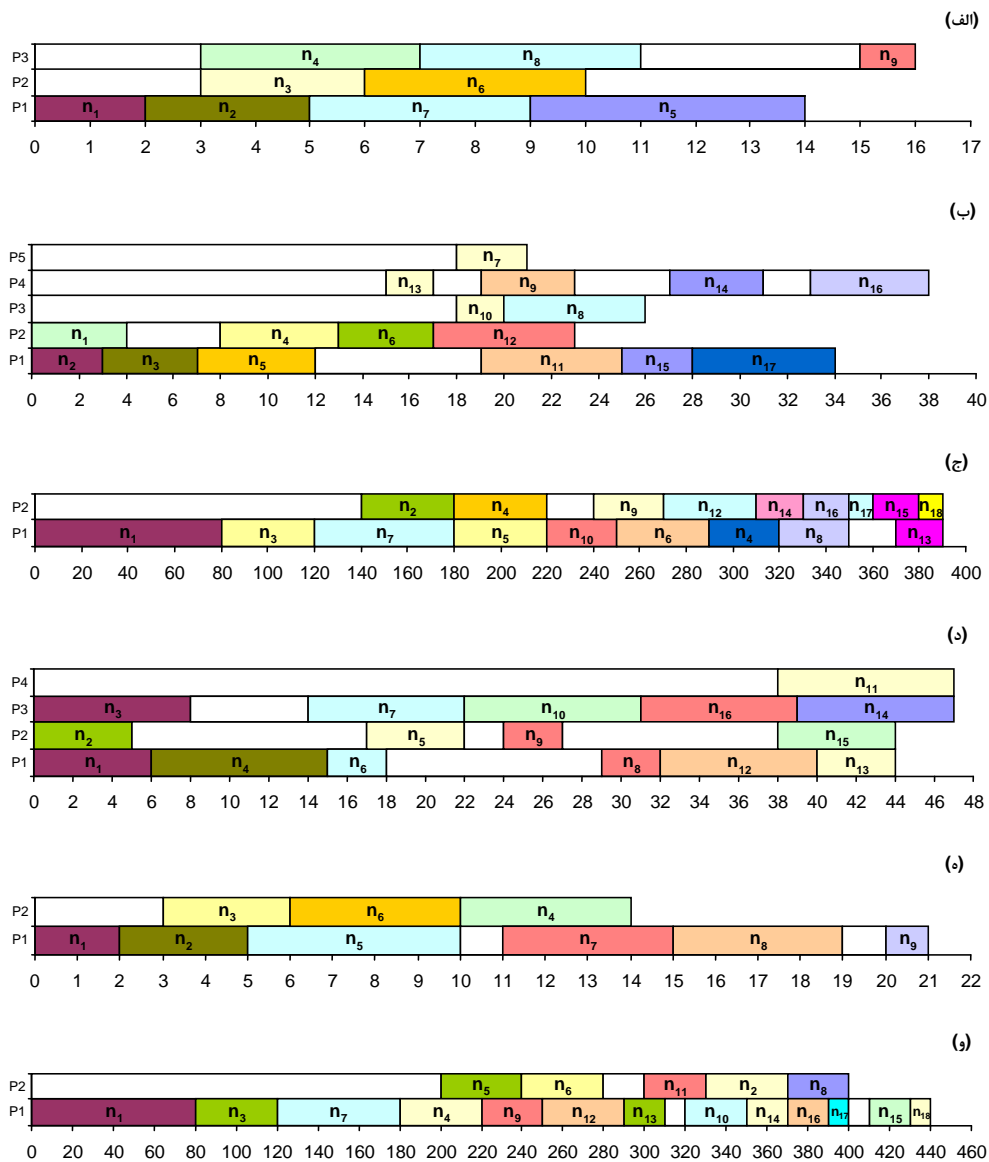 (الف)
P3 n4 n8 n9
P2 n3 n6
P1 n1 n2 n7 n5
0 1 2 3 4 5 6 7 8 9 10 11 12 13 14 15 16 17
(ب)
P5 n7
P4 n13 n9 n14 n16
P3 n10 n8
P2 n1 n4 n6 n12
P1 n2 n3 n5 n11 n15 n17
0 2 4 6 8 10 12 14 16 18 20 22 24 26 28 30 32 34 36 38 40
(ج)
P2 n2 n4 n9 n12 n14 n16 n17 n15 n18
P1 n1 n3 n7 n5 n10 n6 n4 n8 n13
0 20 40 60 80 100 120 140 160 180 200 220 240 260 280 300 320 340 360 380 400
(د)
P4 n11
P3 n3 n7 n10 n16 n14
P2 n2 n5 n9 n15
P1 n1 n4 n6 n8 n12 n13
0 2 4 6 8 10 12 14 16 18 20 22 24 26 28 30 32 34 36 38 40 42 44 46 48
(ه)
P2 n3 n6 n4
P1 n1 n2 n5 n7 n8 n9
0 1 2 3 4 5 6 7 8 9 10 11 12 13 14 15 16 17 18 19 20 21 22
(و)
P2 n5 n6 n11 n2 n8
P1 n1 n3 n7 n4 n9 n12 n13 n10 n14 n16 n17 n15 n18
0 20 40 60 80 100 120 140 160 180 200 220 240 260 280 300 320 340 360 380 400 420 440 460